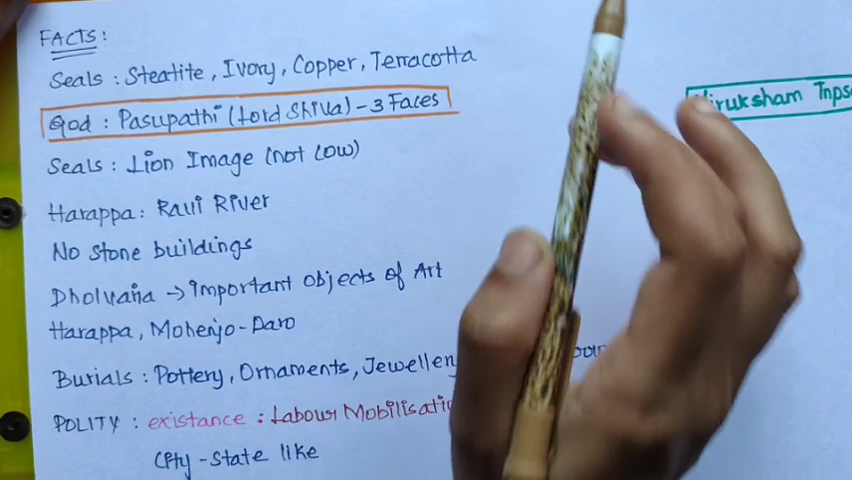 FACTS:
Seals : Steatite, Ivory, Copper, Terracotta
God : Pasupathi (Lord Shiva) - 3 Faces
Tnpsc
Seals : Lion Image (not cow)
Harappa: Ravi River
No stone buildings
Dholvaria → Important objects of Art
Harappa, Mohenjo-Daro
Burials : Pottery, Ornaments, Jewellery
POLITY : existance : Labour Mobilisatio
City-state like